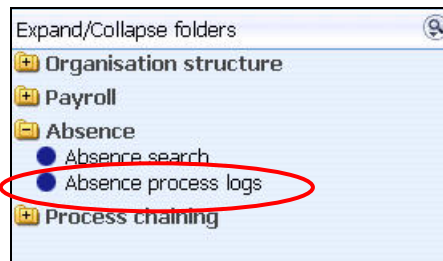 Expand/Collapse folders
Organisation structure
Payroll
Absence
Absence search
Absence process logs
Process chaining